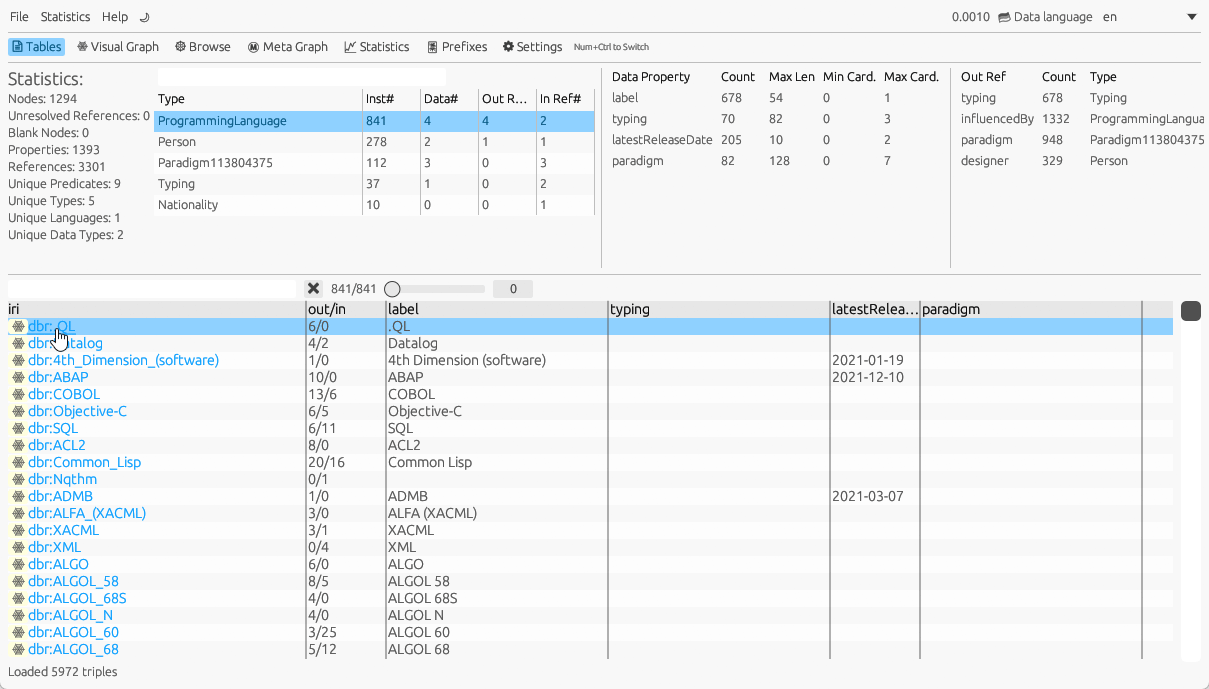 File Statistics Help 0.0010 Data language en
Tables Visual Graph Browse Meta Graph Statistics Prefixes Settings Num+Ctrl to Switch
Statistics:
Nodes: 1294
Unresolved References: 0
Blank Nodes: 0
Properties: 1393
References: 3301
Unique Predicates: 9
Unique Types: 5
Unique Languages: 1
Unique Data Types: 2
Type Inst# Data# Out R... In Ref#
ProgrammingLanguage 841 4 4 2
Person 278 2 1 1
Paradigm113804375 112 3 0 3
Typing 37 1 0 2
Nationality 10 0 0 1
Data Property Count Max Len Min Card. Max Card.
label 678 54 0 1
typing 70 82 0 3
latestReleaseDate 205 10 0 2
paradigm 82 128 0 7
Out Ref Count Type
typing 678 Typing
influencedBy 1332 ProgrammingLangua
paradigm 948 Paradigm113804375
designer 329 Person
841/841 0
iri out/in label typing latestRelea... paradigm
dbr:.QL 6/0 .QL
dbr:Datalog 4/2 Datalog
dbr:4th_Dimension_(software) 1/0 4th Dimension (software) 2021-01-19
dbr:ABAP 10/0 ABAP 2021-12-10
dbr:COBOL 13/6 COBOL
dbr:Objective-C 6/5 Objective-C
dbr:SQL 6/11 SQL
dbr:ACL2 8/0 ACL2
dbr:Common_Lisp 20/16 Common Lisp
dbr:Nqthm 0/1
dbr:ADMB 1/0 ADMB 2021-03-07
dbr:ALFA_(XACML) 3/0 ALFA (XACML)
dbr:XACML 3/1 XACML
dbr:XML 0/4 XML
dbr:ALGO 6/0 ALGO
dbr:ALGOL_58 8/5 ALGOL 58
dbr:ALGOL_68S 4/0 ALGOL 68S
dbr:ALGOL_N 4/0 ALGOL N
dbr:ALGOL_60 3/25 ALGOL 60
dbr:ALGOL_68 5/12 ALGOL 68
Loaded 5972 triples